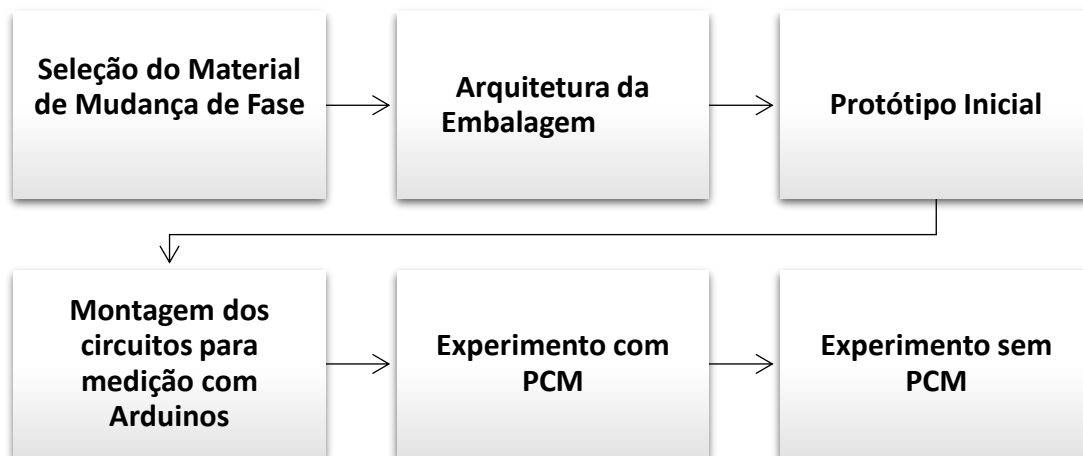 Seleção do Material
de Mudança de Fase
Arquitetura da
Embalagem
Protótipo Inicial
Montagem dos
circuitos para
medição com
Arduinos
Experimento com
PCM
Experimento sem
PCM